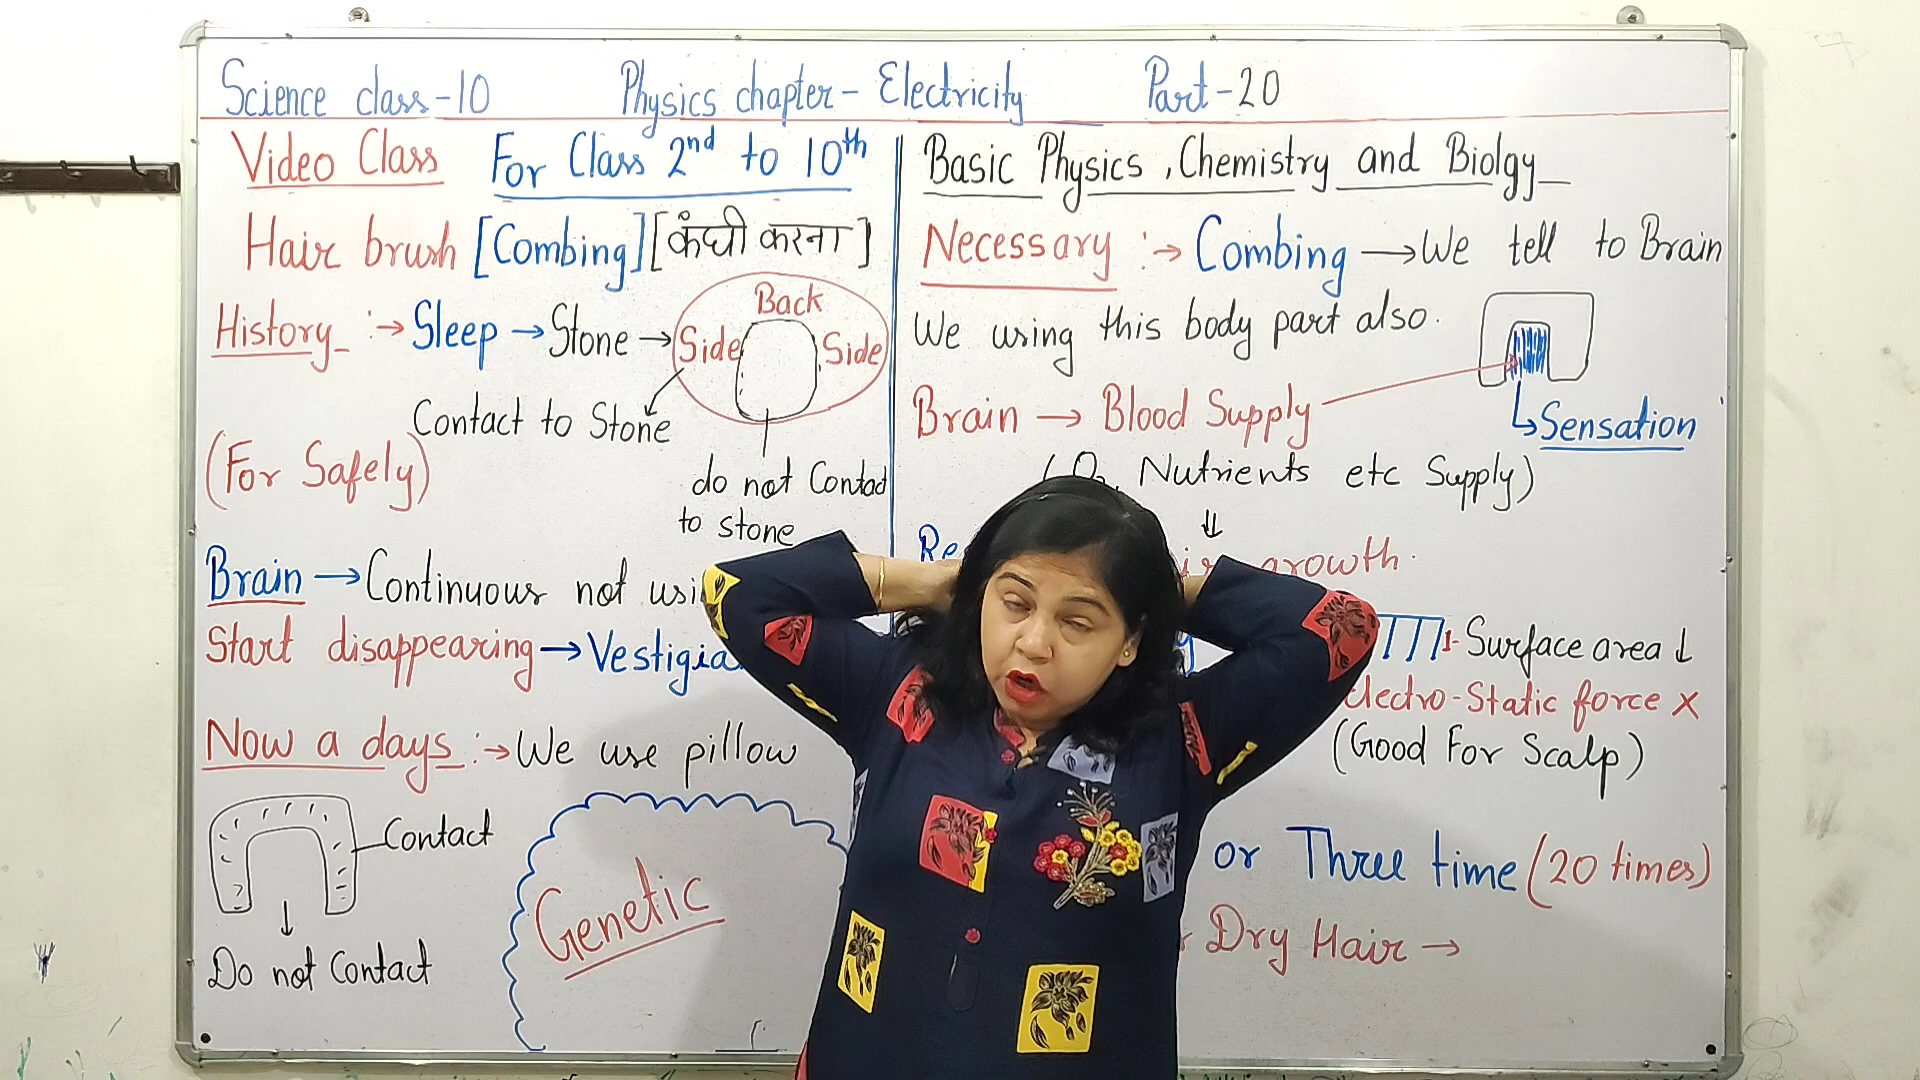 Science class-10 Physics chapter- Electricity Part-20
Video Class For Class 2nd to 10th
Hair brush [Combing] [कंघी करना]
History :→ Sleep → Stone →
Back
Side Side
Contact to Stone
do not Contact
to stone
(For Safely)
Brain → Continuous not usi
Start disappearing → Vestigia
Now a days :→ We use pillow
Contact
Do not Contact
Genetic
Basic Physics , Chemistry and Biolgy
Necessary :→ Combing → We tell to Brain
We using this body part also.
Brain → Blood Supply
Sensation
Nutrients etc Supply)
growth
1- Surface area ↓
Electro-Static force x
(Good For Scalp)
or Three time (20 times)
Dry Hair →